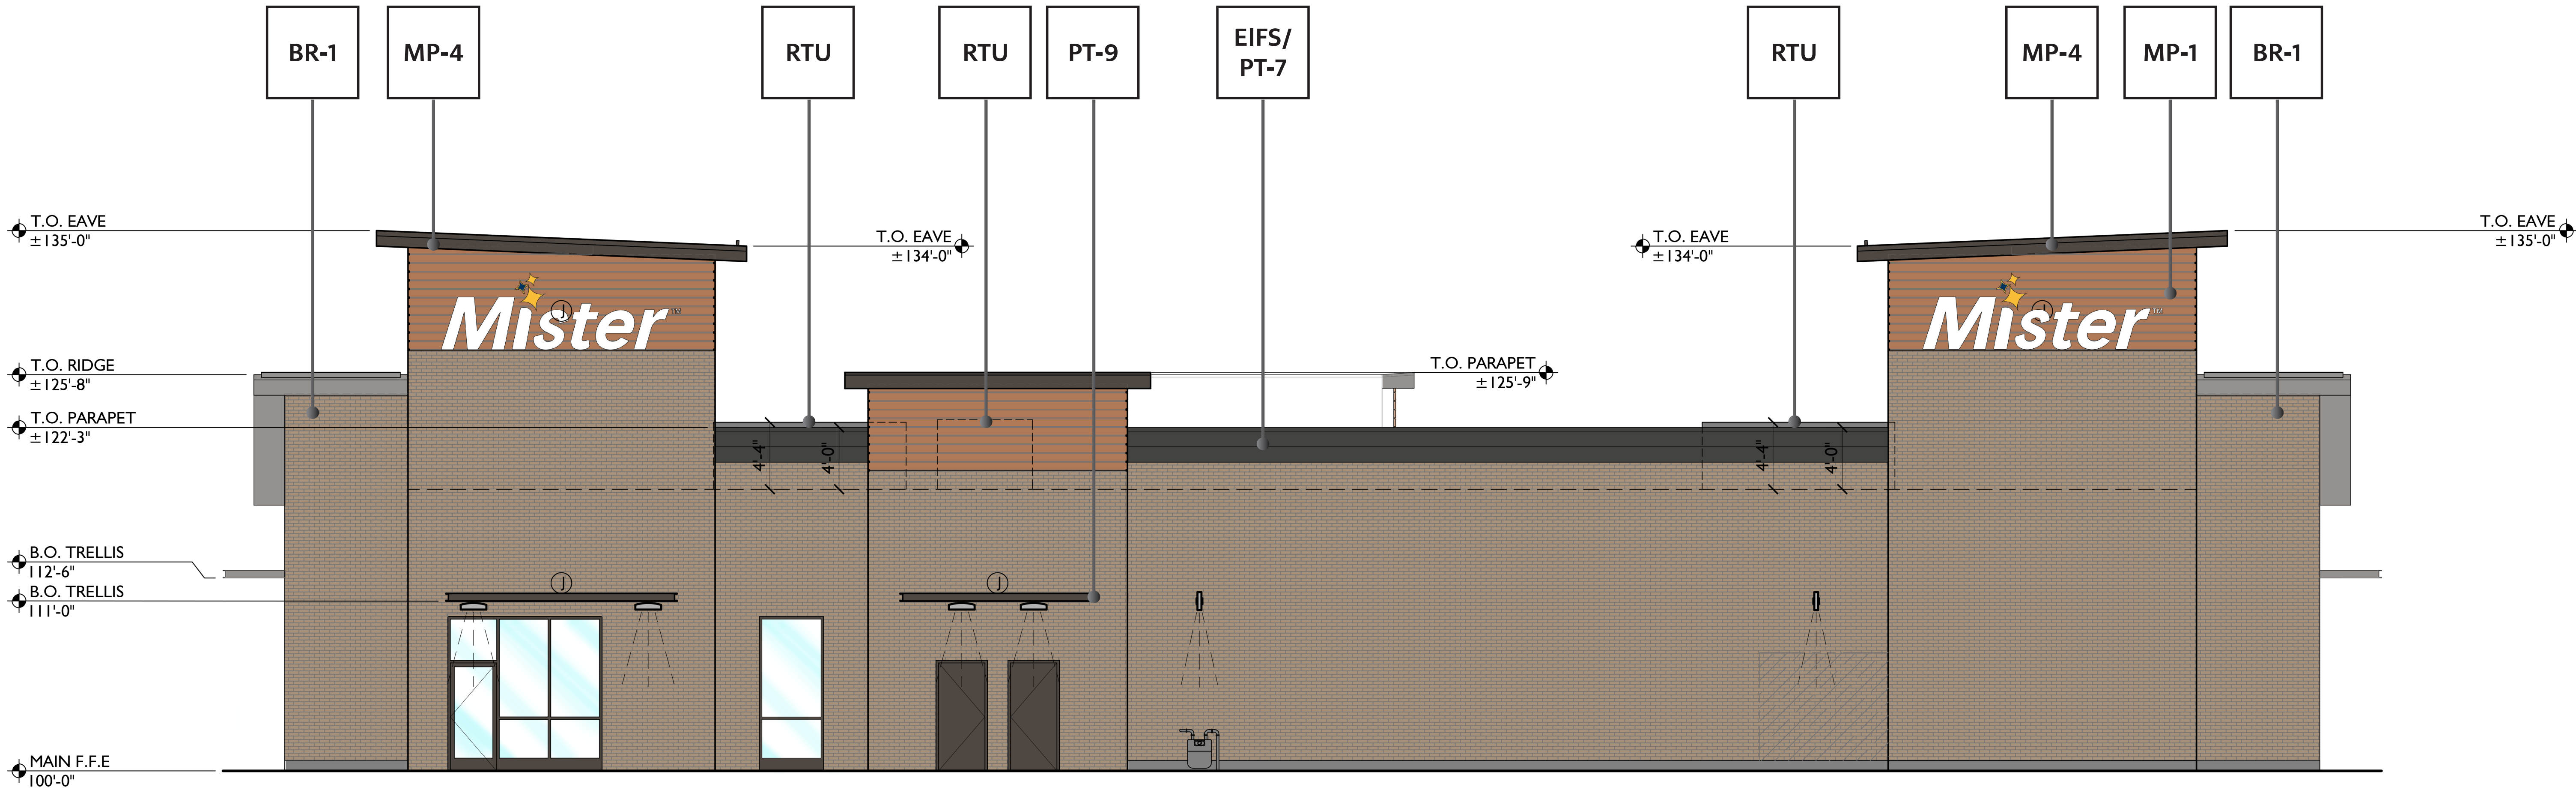 BR-1
MP-4
RTU
RTU
PT-9
EIFS/
PT-7
RTU
MP-4
MP-1
BR-1
T.O. EAVE
±135'-0"
T.O. EAVE
±134'-0"
T.O. EAVE
±134'-0"
T.O. EAVE
±135'-0"
Mister
J
Mister
J
T.O. RIDGE
±125'-8"
T.O. PARAPET
±125'-9"
T.O. PARAPET
±122'-3"
4'-4"
4'-0"
4'-4"
4'-0"
B.O. TRELLIS
112'-6"
B.O. TRELLIS
111'-0"
J
J
MAIN F.F.E
100'-0"